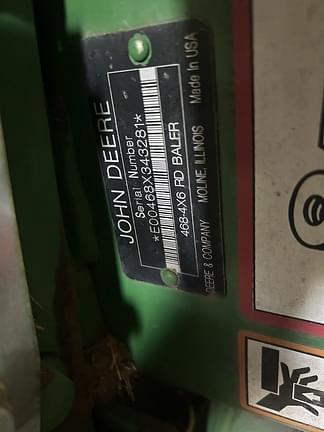 JOHN DEERE
Serial Number
*E00468X343281*
468-4X6 RD BALER
DEERE & COMPANY MOLINE, ILLINOIS Made In USA